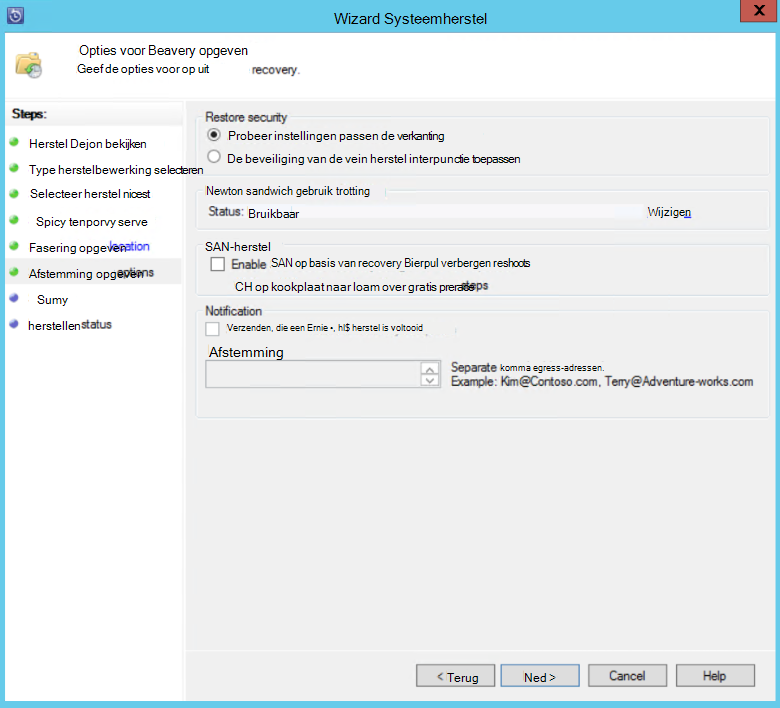 Wizard Systeemherstel
X
Opties voor Beavery opgeven
Geef de opties voor op uit recovery.
Steps:
Herstel Dejon bekijken
Type herstelbewerking selecteren
Selecteer herstel nicest
Spicy tenporvy serve
Fasering opgeven location
Afstemming opgeven options
Sumy
herstellen status
Restore security
Probeer instellingen passen de verkanting
De beveiliging van de vein herstel interpunctie toepassen
Newton sandwich gebruik trotting
Status: Bruikbaar Wijzigen
SAN-herstel
Enable SAN op basis van recovery Bierpul verbergen reshoots
CH op kookplaat naar loam over gratis prerade steps
Notification
Verzenden, die een Ernie •, hl$ herstel is voltooid
Afstemming
Separate komma egress-adressen.
Example: Kim@Contoso.com, Terry@Adventure-works.com
< Terug
Ned >
Cancel
Help